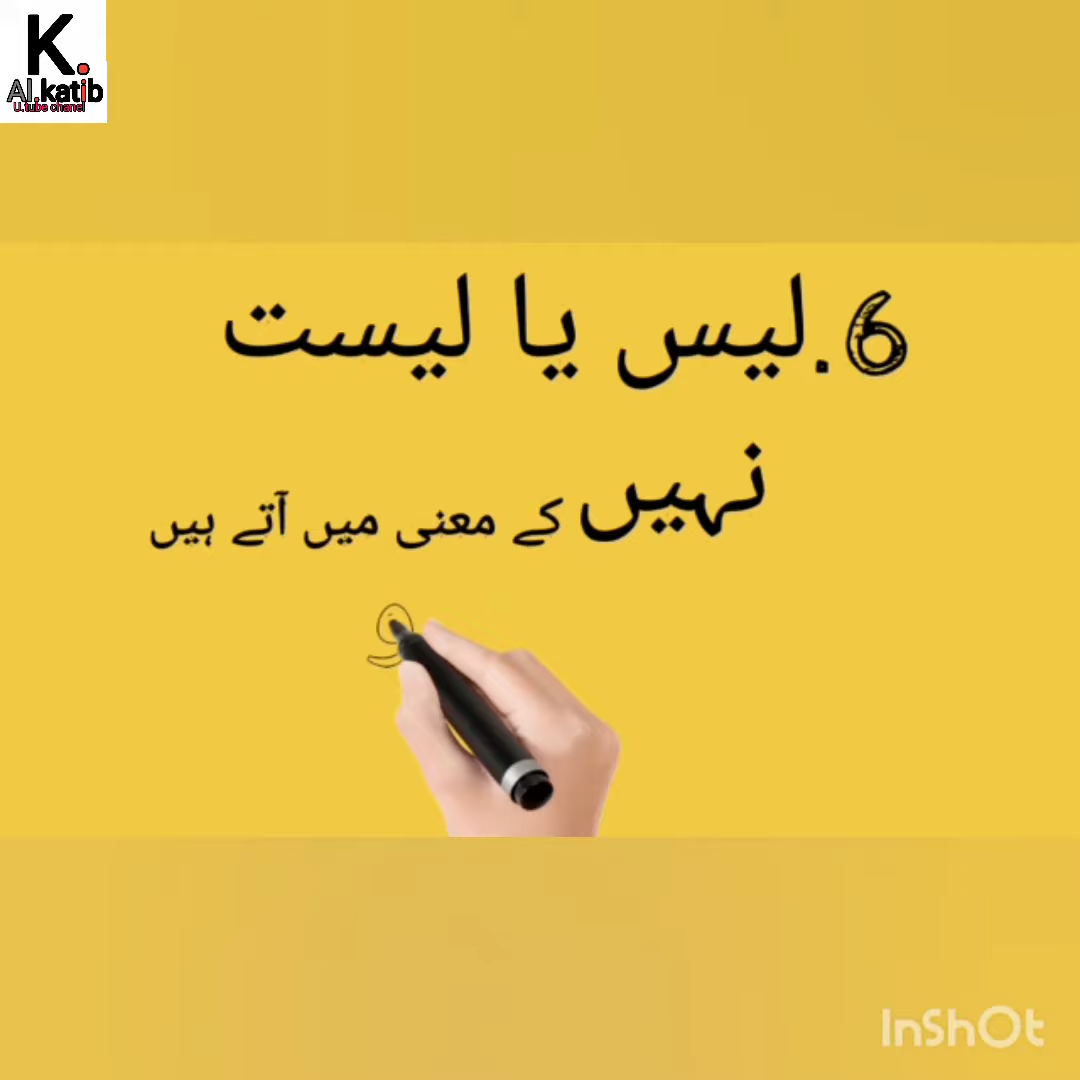 K.
Al.katib
U.tube chanel
6.لیس یا لیست
نہیں کے معنی میں آتے ہیں
InShOt